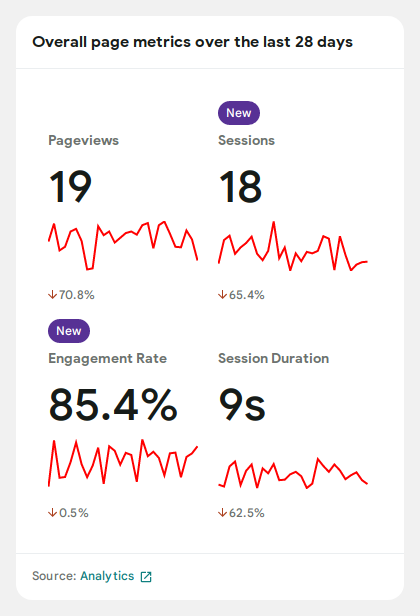 Overall page metrics over the last 28 days
New
Pageviews
Sessions
19
18
↓70.8%
↓65.4%
New
Engagement Rate
Session Duration
85.4%
9s
↓0.5%
↓62.5%
Source: Analytics